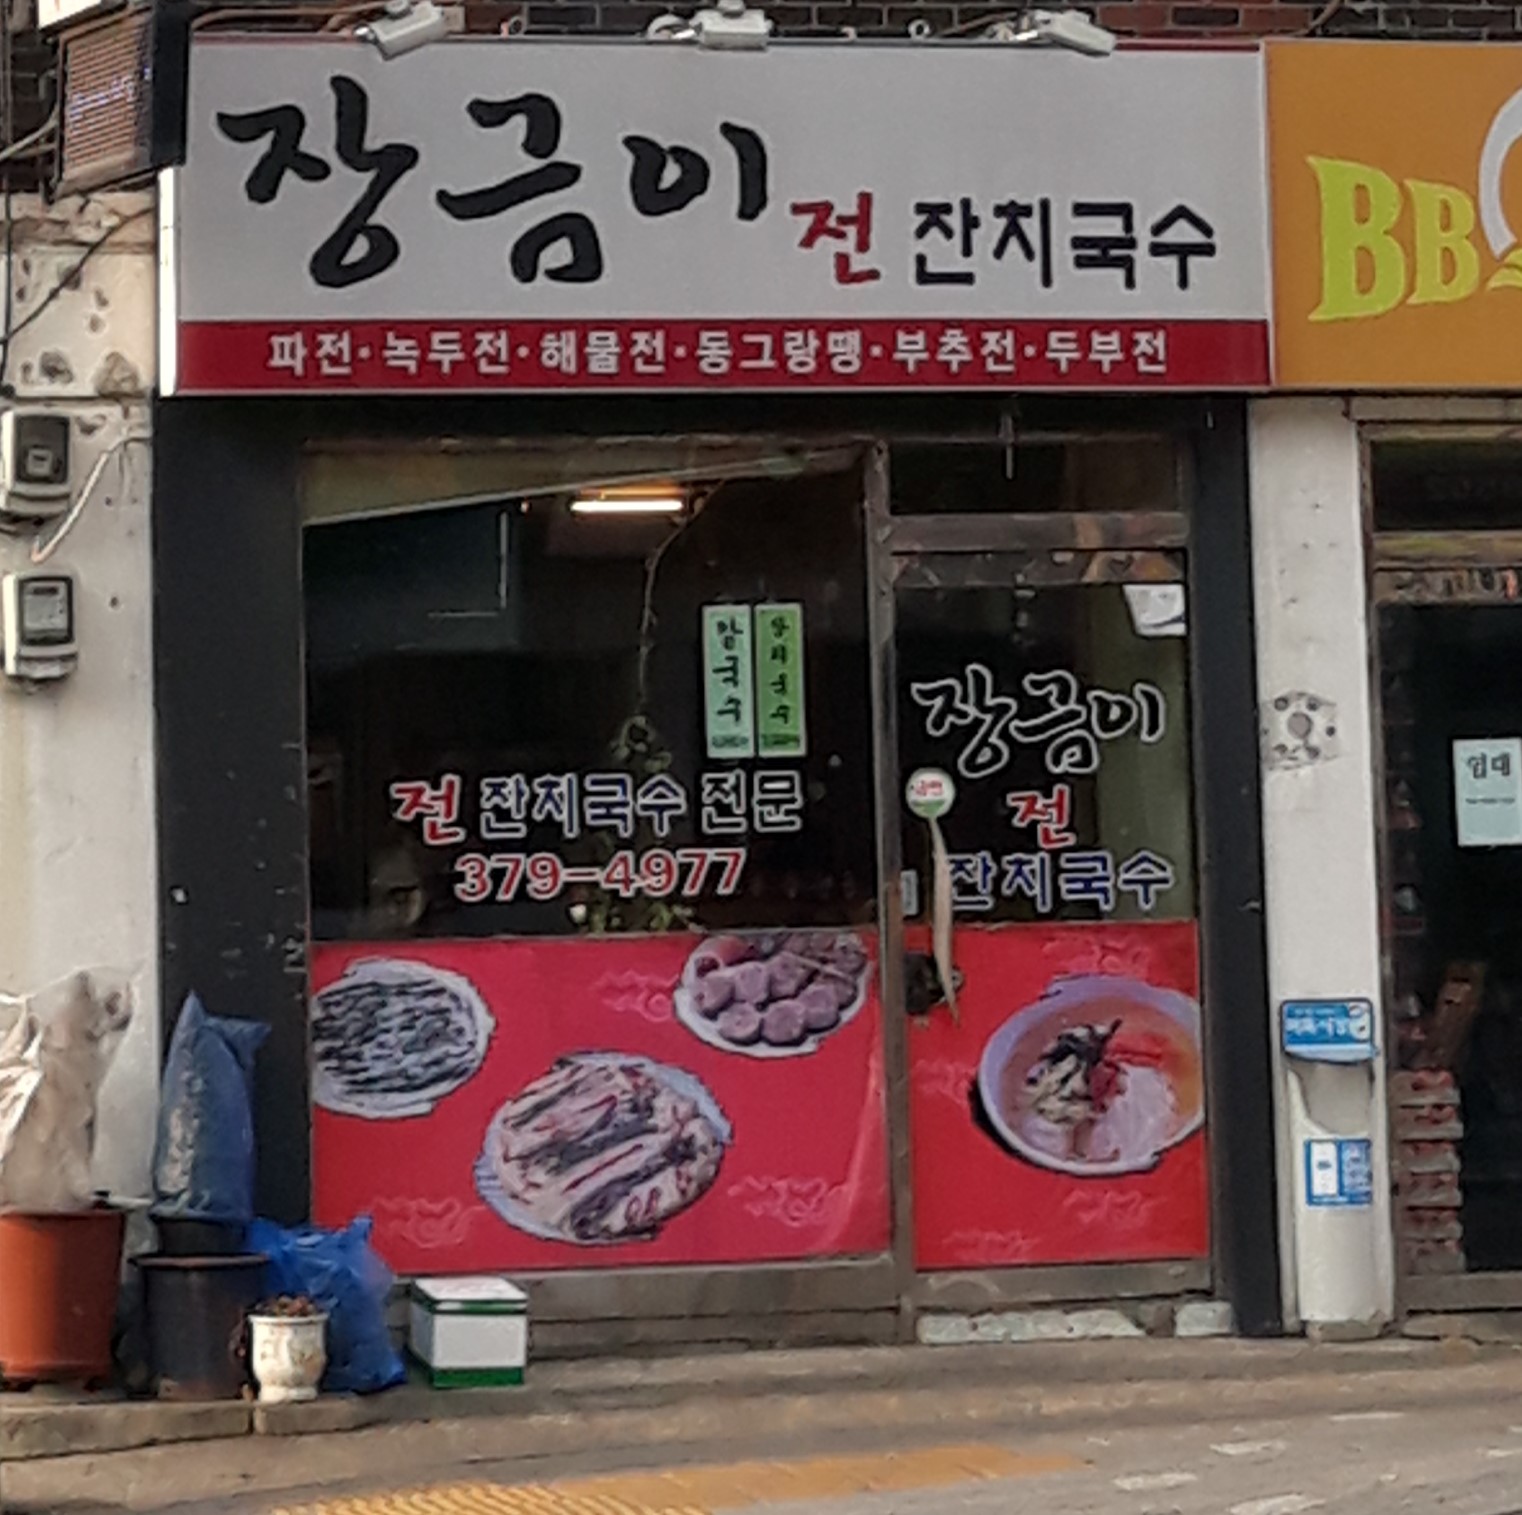 장금이 전 잔치국수
파전·녹두전·해물전·동그랑땡·부추전·두부전
BB
칼국수
잔치국수
전 잔치국수 전문
379-4977
장금이
전
잔치국수
임대